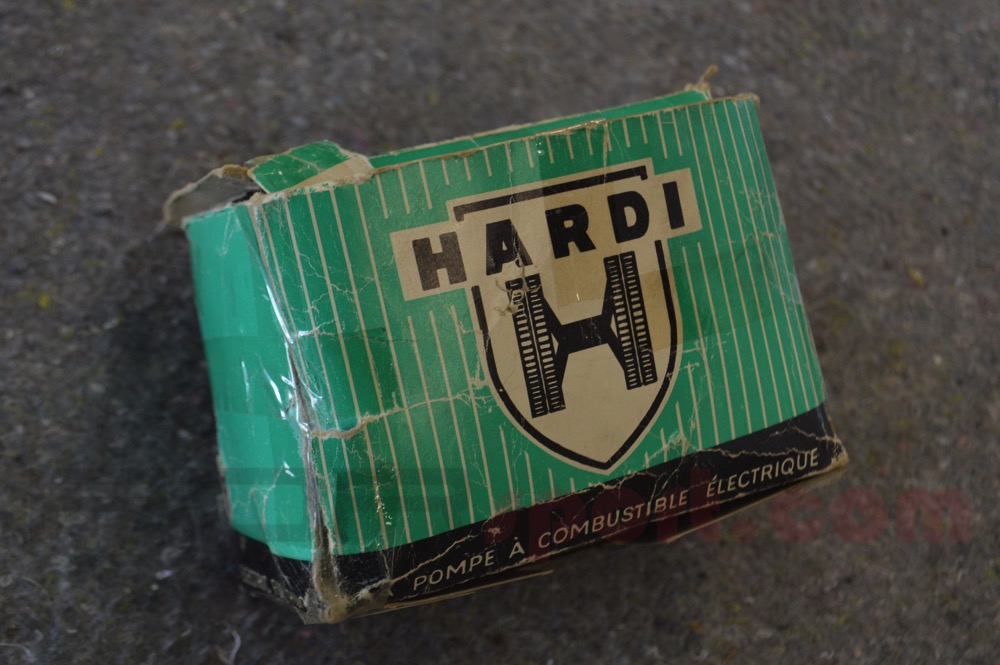 HARDI
POMPE À COMBUSTIBLE ÉLECTRIQUE